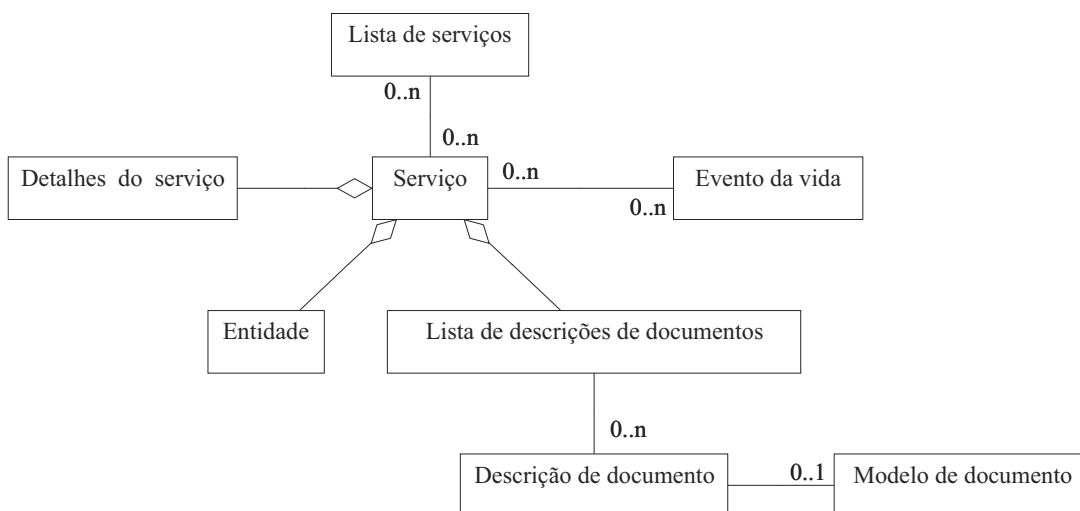 Lista de serviços
0..n
0..n
Detalhes do serviço
Serviço
0..n
Evento da vida
0..n
Entidade
Lista de descrições de documentos
0..n
Descrição de documento
0..1
Modelo de documento